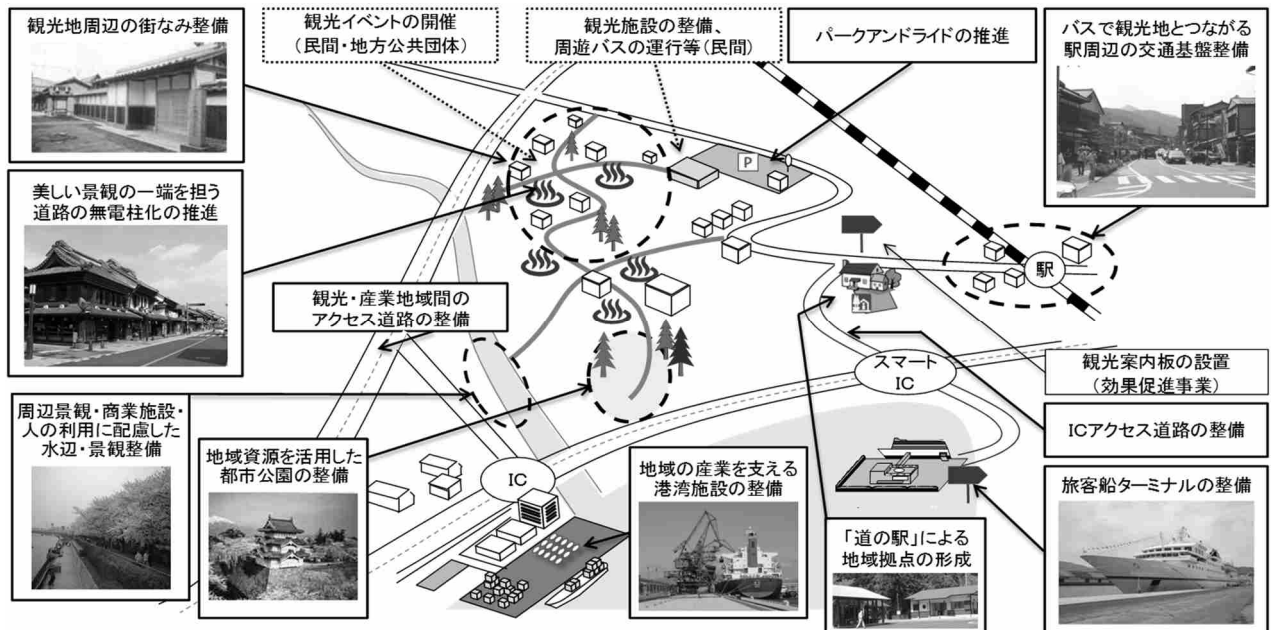 観光地周辺の街なみ整備
観光イベントの開催
（民間・地方公共団体）
観光施設の整備、
周遊バスの運行等（民間）
パークアンドライドの推進
バスで観光地とつながる
駅周辺の交通基盤整備
美しい景観の一端を担う
道路の無電柱化の推進
P
駅
観光・産業地域間の
アクセス道路の整備
スマート
IC
観光案内板の設置
（効果促進事業）
周辺景観・商業施設・
人の利用に配慮した
水辺・景観整備
地域資源を活用した
都市公園の整備
IC
地域の産業を支える
港湾施設の整備
ICアクセス道路の整備
「道の駅」による
地域拠点の形成
旅客船ターミナルの整備